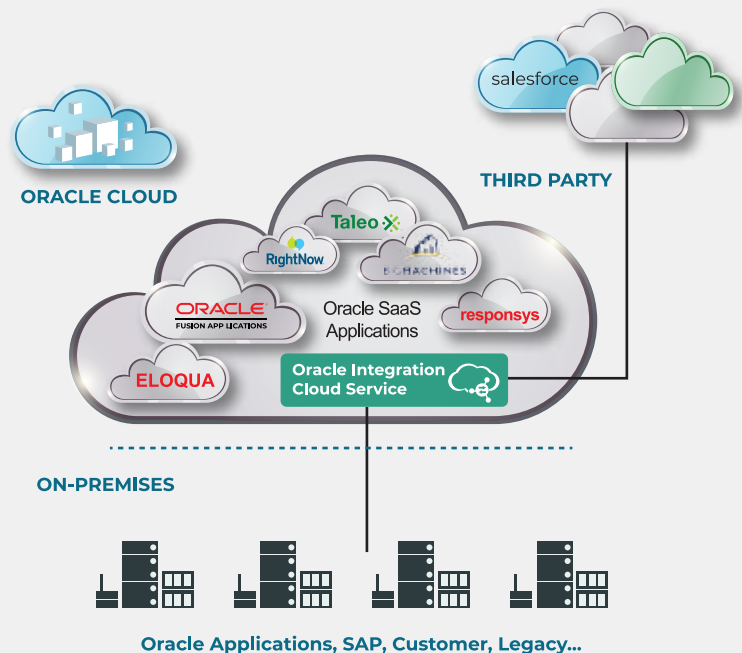 salesforce
ORACLE CLOUD
THIRD PARTY
Taleo
RightNow
BIGMACHINES
ORACLE
FUSION APPLICATIONS
Oracle SaaS
Applications
responsys
ELOQUA
Oracle Integration
Cloud Service
ON-PREMISES
Oracle Applications, SAP, Customer, Legacy...